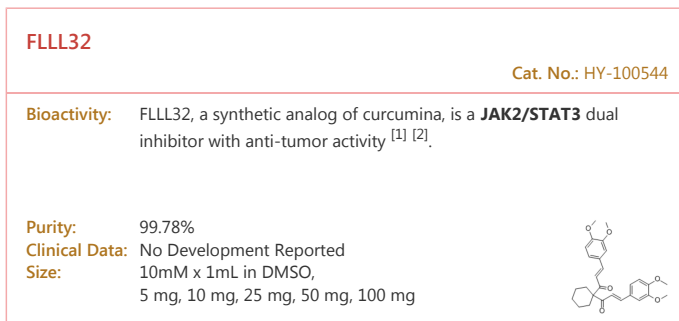 FLLL32
Cat. No.: HY-100544
Bioactivity: FLLL32, a synthetic analog of curcumina, is a JAK2/STAT3 dual
inhibitor with anti-tumor activity [1] [2].
Purity: 99.78%
Clinical Data: No Development Reported
Size: 10mM x 1mL in DMSO,
5 mg, 10 mg, 25 mg, 50 mg, 100 mg
O
O
O
O
O
O